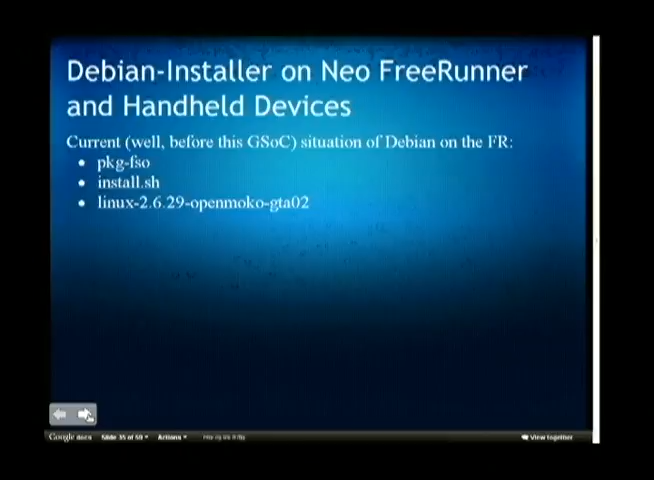 Debian-Installer on Neo FreeRunner
and Handheld Devices
Current (well, before this GSoC) situation of Debian on the FR:
pkg-fso
install.sh
linux-2.6.29-openmoko-gta02
Google docs Slide 35 of 50 Actions View together